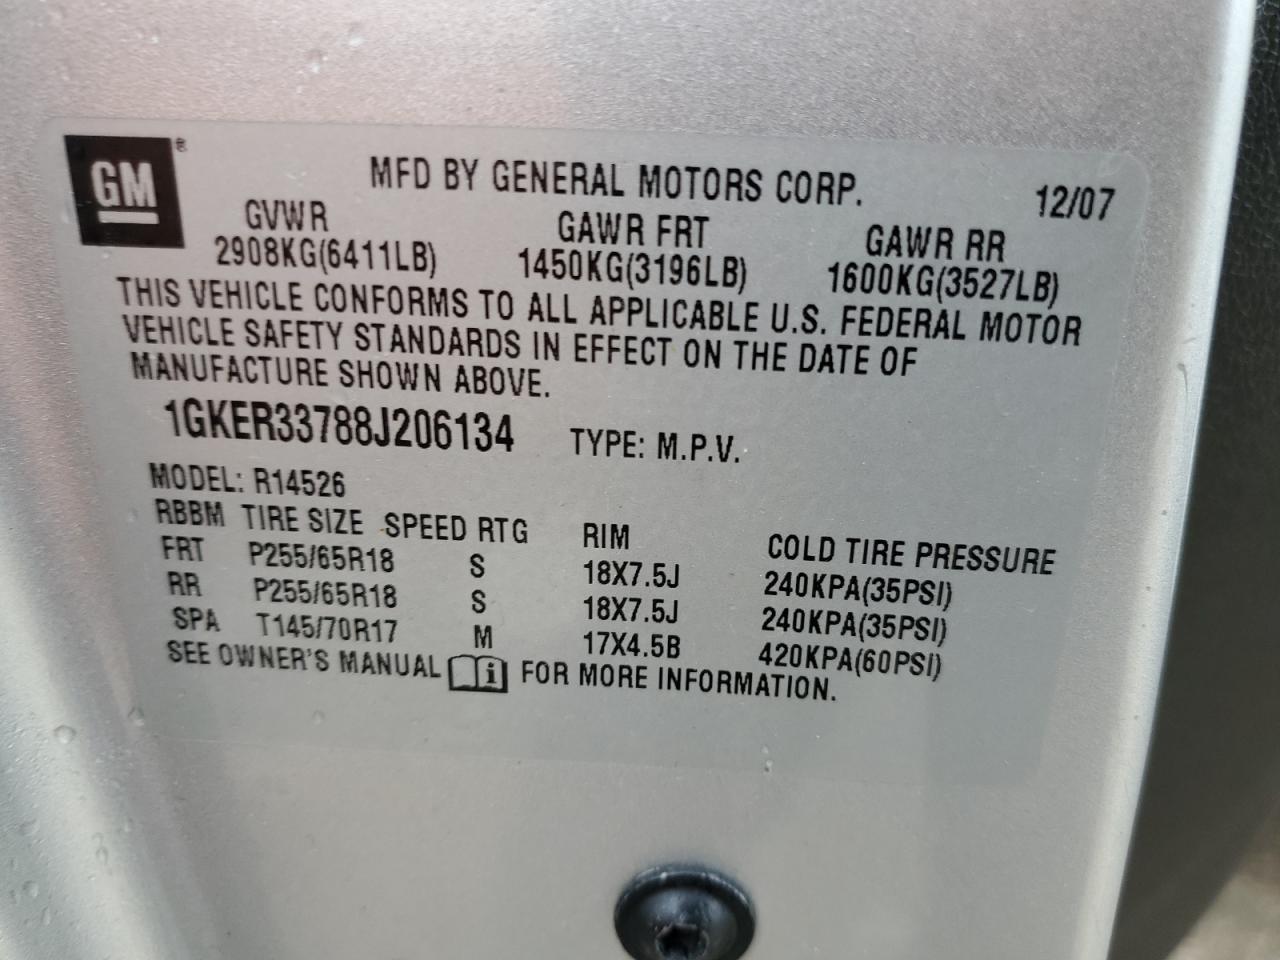 GM ®
MFD BY GENERAL MOTORS CORP. 12/07
GVWR GAWR FRT GAWR RR
2908KG(6411LB) 1450KG(3196LB) 1600KG(3527LB)
THIS VEHICLE CONFORMS TO ALL APPLICABLE U.S. FEDERAL MOTOR
VEHICLE SAFETY STANDARDS IN EFFECT ON THE DATE OF
MANUFACTURE SHOWN ABOVE.
1GKER33788J206134 TYPE: M.P.V.
MODEL: R14526
RBBM TIRE SIZE SPEED RTG RIM COLD TIRE PRESSURE
FRT P255/65R18 S 18X7.5J 240KPA(35PSI)
RR P255/65R18 S 18X7.5J 240KPA(35PSI)
SPA T145/70R17 M 17X4.5B 420KPA(60PSI)
SEE OWNER'S MANUAL i FOR MORE INFORMATION.